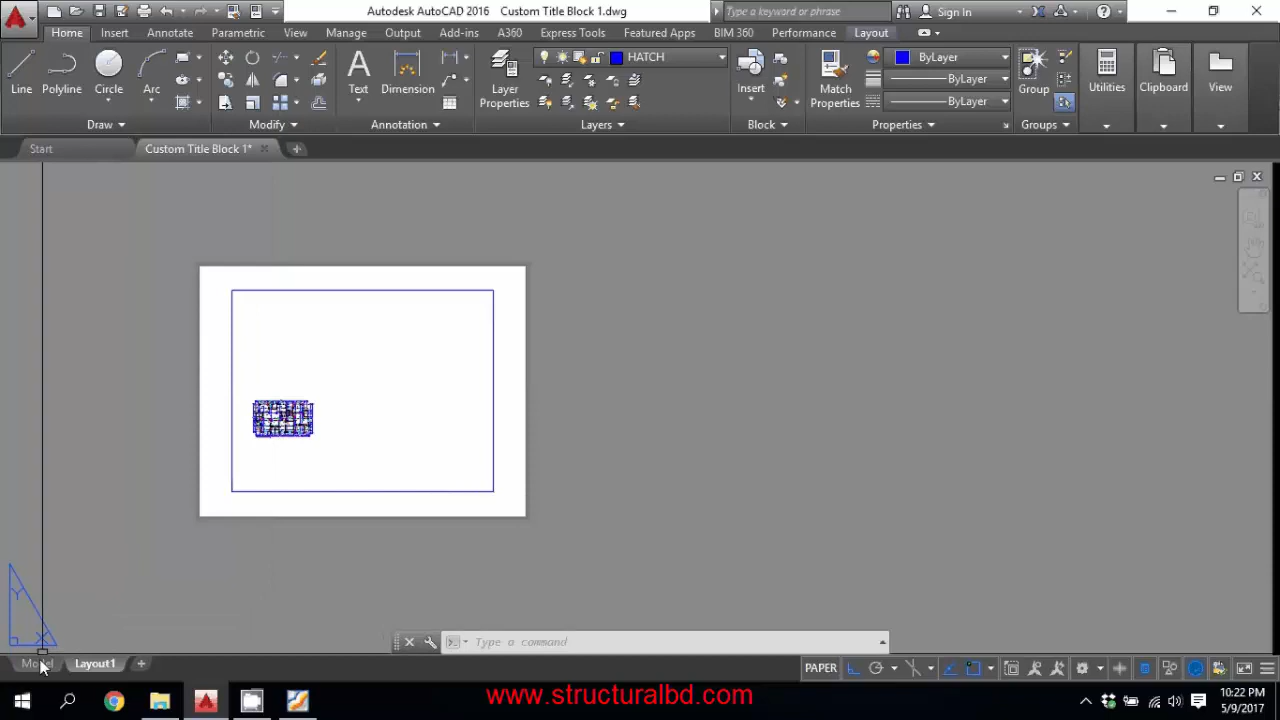 Autodesk AutoCAD 2016 Custom Title Block 1.dwg
Type a keyword or phrase
Sign In
Home Insert Annotate Parametric View Manage Output Add-ins A360 Express Tools Featured Apps BIM 360 Performance Layout
HATCH
ByLayer
ByLayer
ByLayer
Line Polyline Circle Arc Text Dimension Layer Properties Insert Match Properties Group Utilities Clipboard View
Draw Modify Annotation Layers Block Properties Groups
Start Custom Title Block 1*
Y
X
Type a command
Model Layout1 PAPER
www.structuralbd.com
10:22 PM
5/9/2017